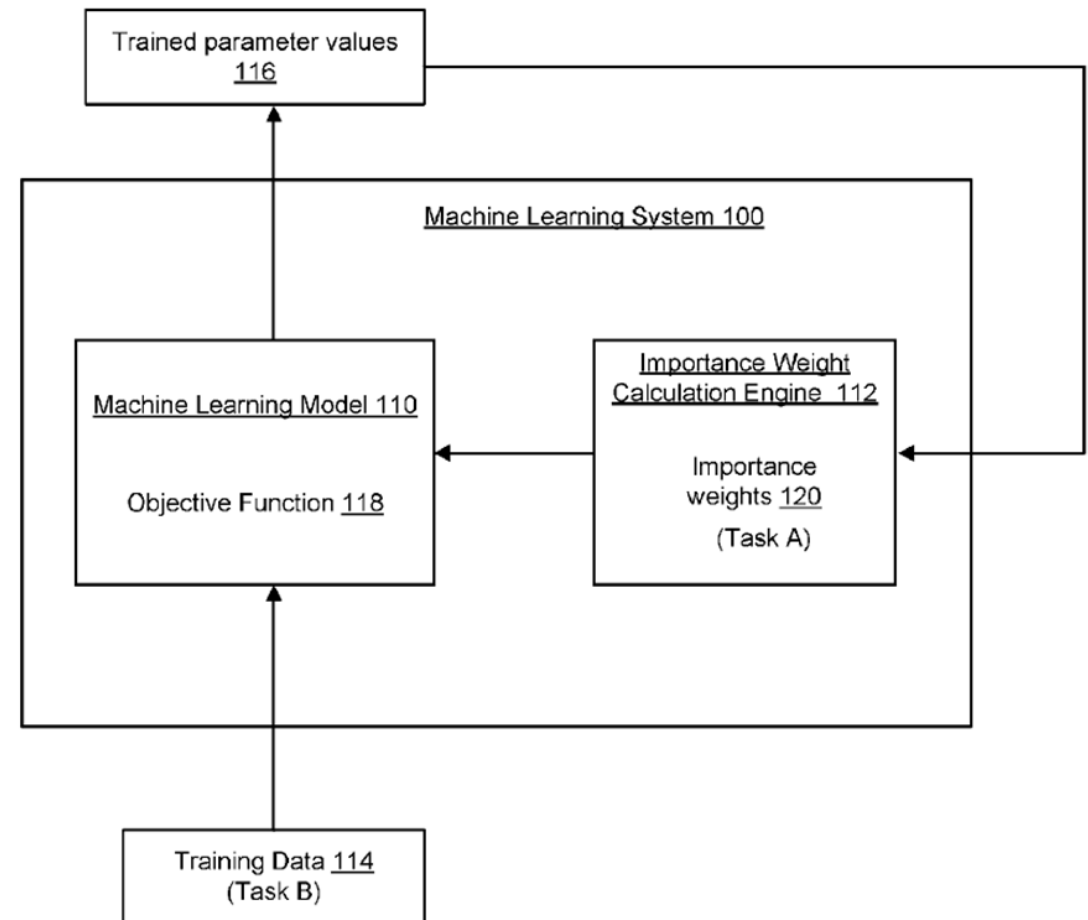 Trained parameter values
116
Machine Learning System 100
Machine Learning Model 110
Objective Function 118
Importance Weight
Calculation Engine 112
Importance
weights 120
(Task A)
Training Data 114
(Task B)